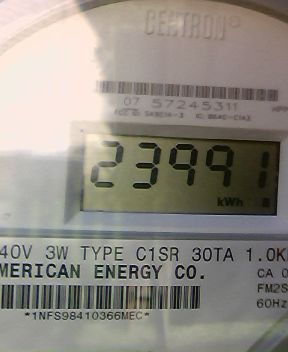 CENTRON®
07 57245311
23991
kWh
40V 3W TYPE C1SR 30TA 1.0K
MERICAN ENERGY CO.
CA 0
FM2S
60Hz
*1NFS98410366MEC*